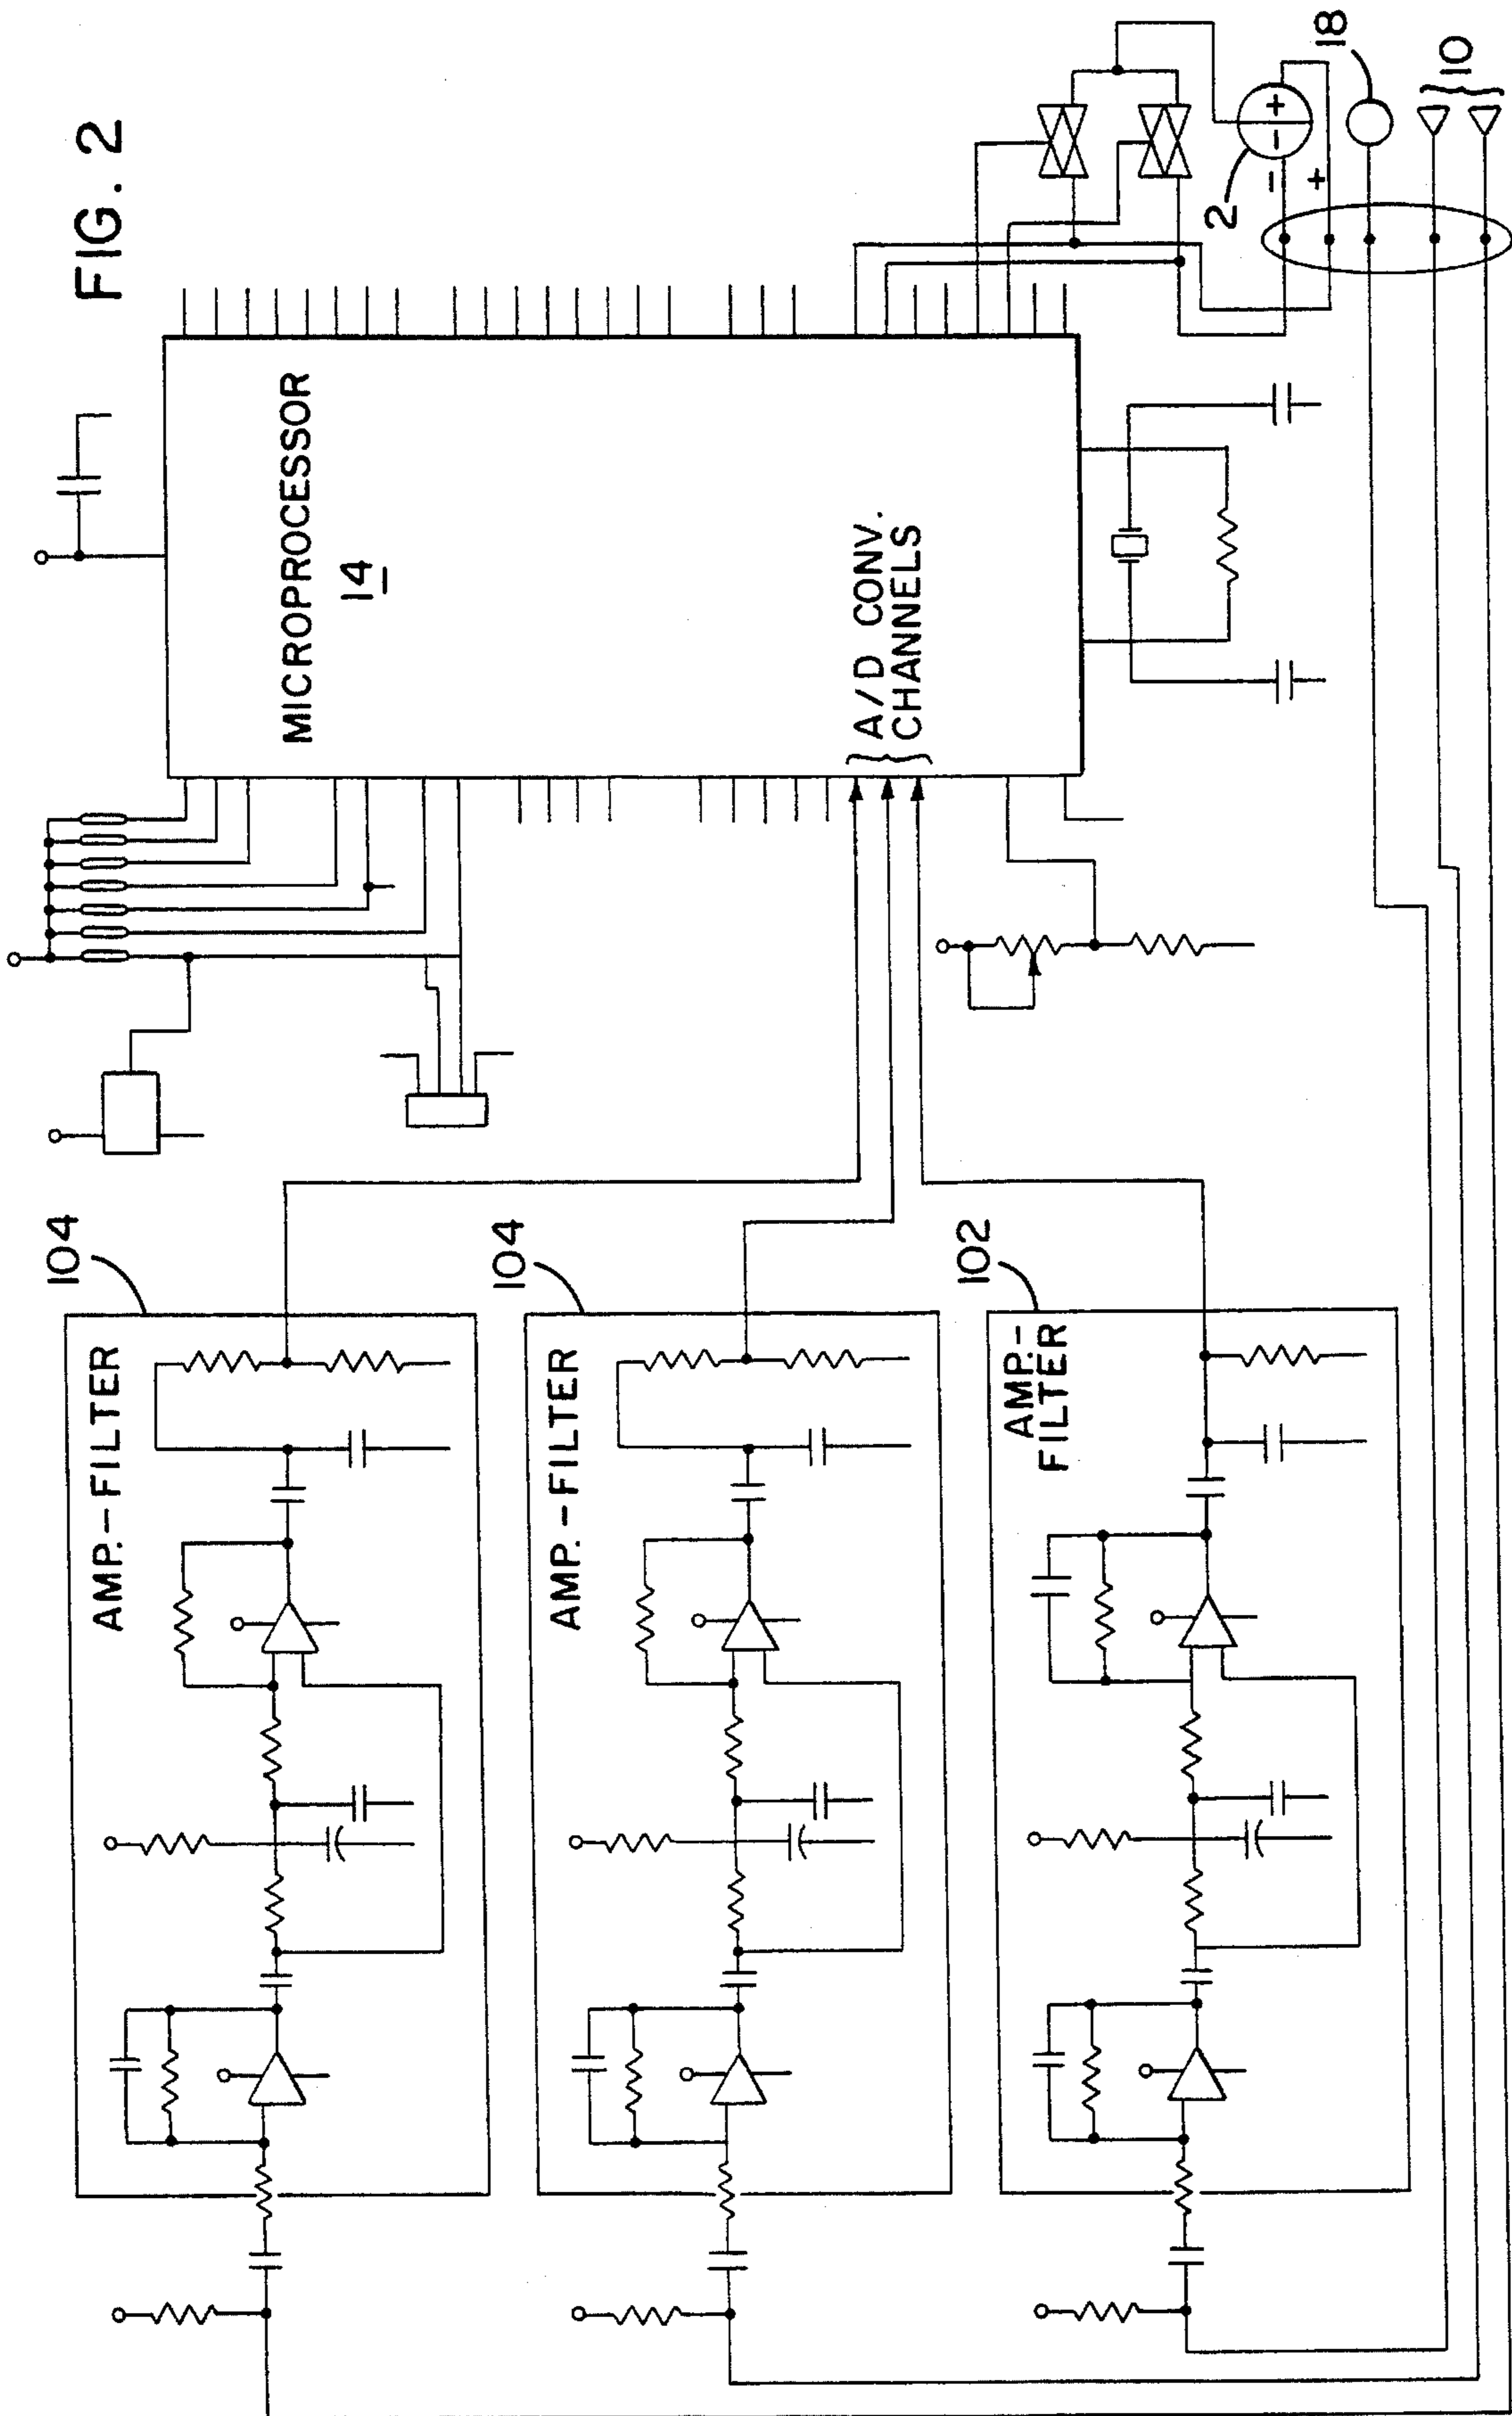 FIG. 2
104
AMP.-FILTER
104
AMP.-FILTER
102
AMP.-
FILTER
MICROPROCESSOR
14
A/D CONV.
CHANNELS
2
-
+
-
+
18
10